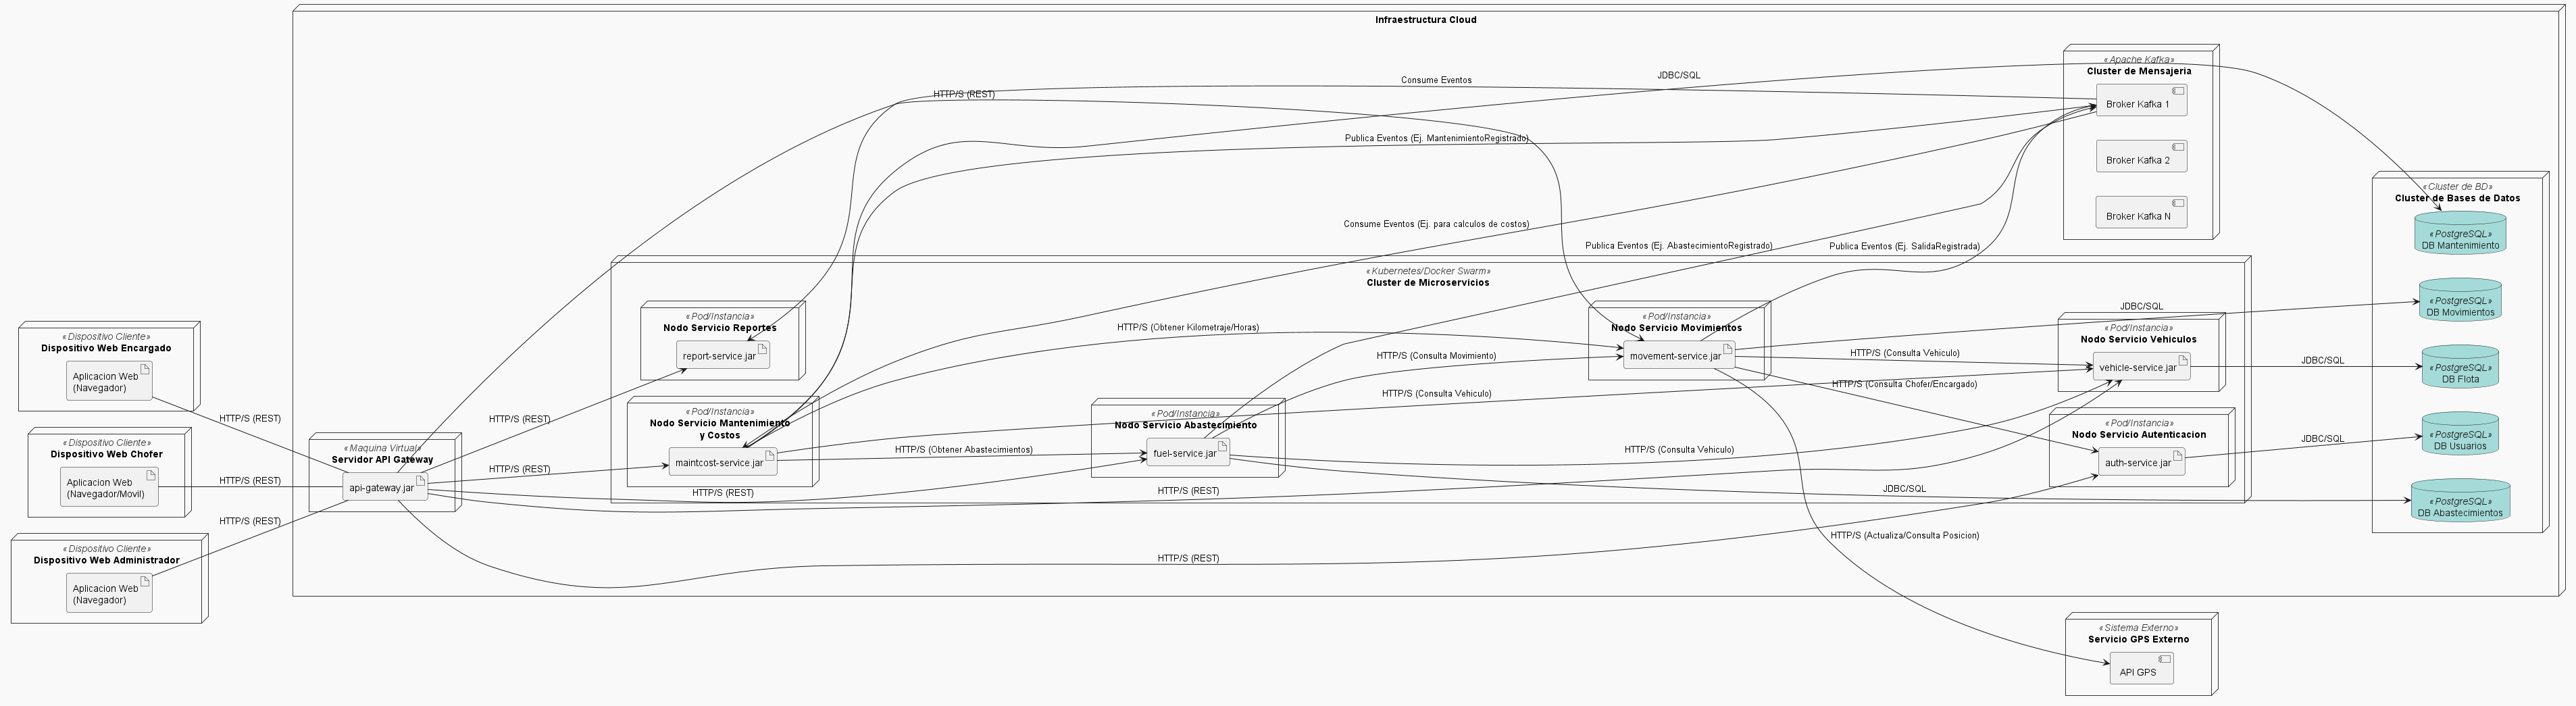 Infraestructura Cloud
«Apache Kafka»
Cluster de Mensajeria
Broker Kafka 1
Broker Kafka 2
Broker Kafka N
Consume Eventos
JDBC/SQL
HTTP/S (REST)
Publica Eventos (Ej. MantenimientoRegistrado)
«Cluster de BD»
Cluster de Bases de Datos
«PostgreSQL»
DB Mantenimiento
«PostgreSQL»
DB Movimientos
«PostgreSQL»
DB Flota
«PostgreSQL»
DB Usuarios
«PostgreSQL»
DB Abastecimientos
Consume Eventos (Ej. para calculos de costos)
Publica Eventos (Ej. AbastecimientoRegistrado)
Publica Eventos (Ej. SalidaRegistrada)
«Kubernetes/Docker Swarm»
Cluster de Microservicios
«Pod/Instancia»
Nodo Servicio Reportes
report-service.jar
«Pod/Instancia»
Nodo Servicio Movimientos
movement-service.jar
«Pod/Instancia»
Nodo Servicio Vehiculos
vehicle-service.jar
JDBC/SQL
HTTP/S (Obtener Kilometraje/Horas)
HTTP/S (Consulta Movimiento)
HTTP/S (Consulta Vehiculo)
JDBC/SQL
HTTP/S (Consulta Chofer/Encargado)
HTTP/S (Consulta Vehiculo)
«Dispositivo Cliente»
Dispositivo Web Encargado
Aplicacion Web
(Navegador)
HTTP/S (REST)
HTTP/S (REST)
«Pod/Instancia»
Nodo Servicio Mantenimiento
y Costos
maintcost-service.jar
«Pod/Instancia»
Nodo Servicio Abastecimiento
fuel-service.jar
«Pod/Instancia»
Nodo Servicio Autenticacion
auth-service.jar
JDBC/SQL
HTTP/S (Obtener Abastecimientos)
HTTP/S (Consulta Vehiculo)
«Dispositivo Cliente»
Dispositivo Web Chofer
Aplicacion Web
(Navegador/Movil)
HTTP/S (REST)
«Maquina Virtual»
Servidor API Gateway
api-gateway.jar
HTTP/S (REST)
HTTP/S (REST)
HTTP/S (REST)
JDBC/SQL
HTTP/S (REST)
«Dispositivo Cliente»
Dispositivo Web Administrador
Aplicacion Web
(Navegador)
HTTP/S (REST)
HTTP/S (Actualiza/Consulta Posicion)
«Sistema Externo»
Servicio GPS Externo
API GPS